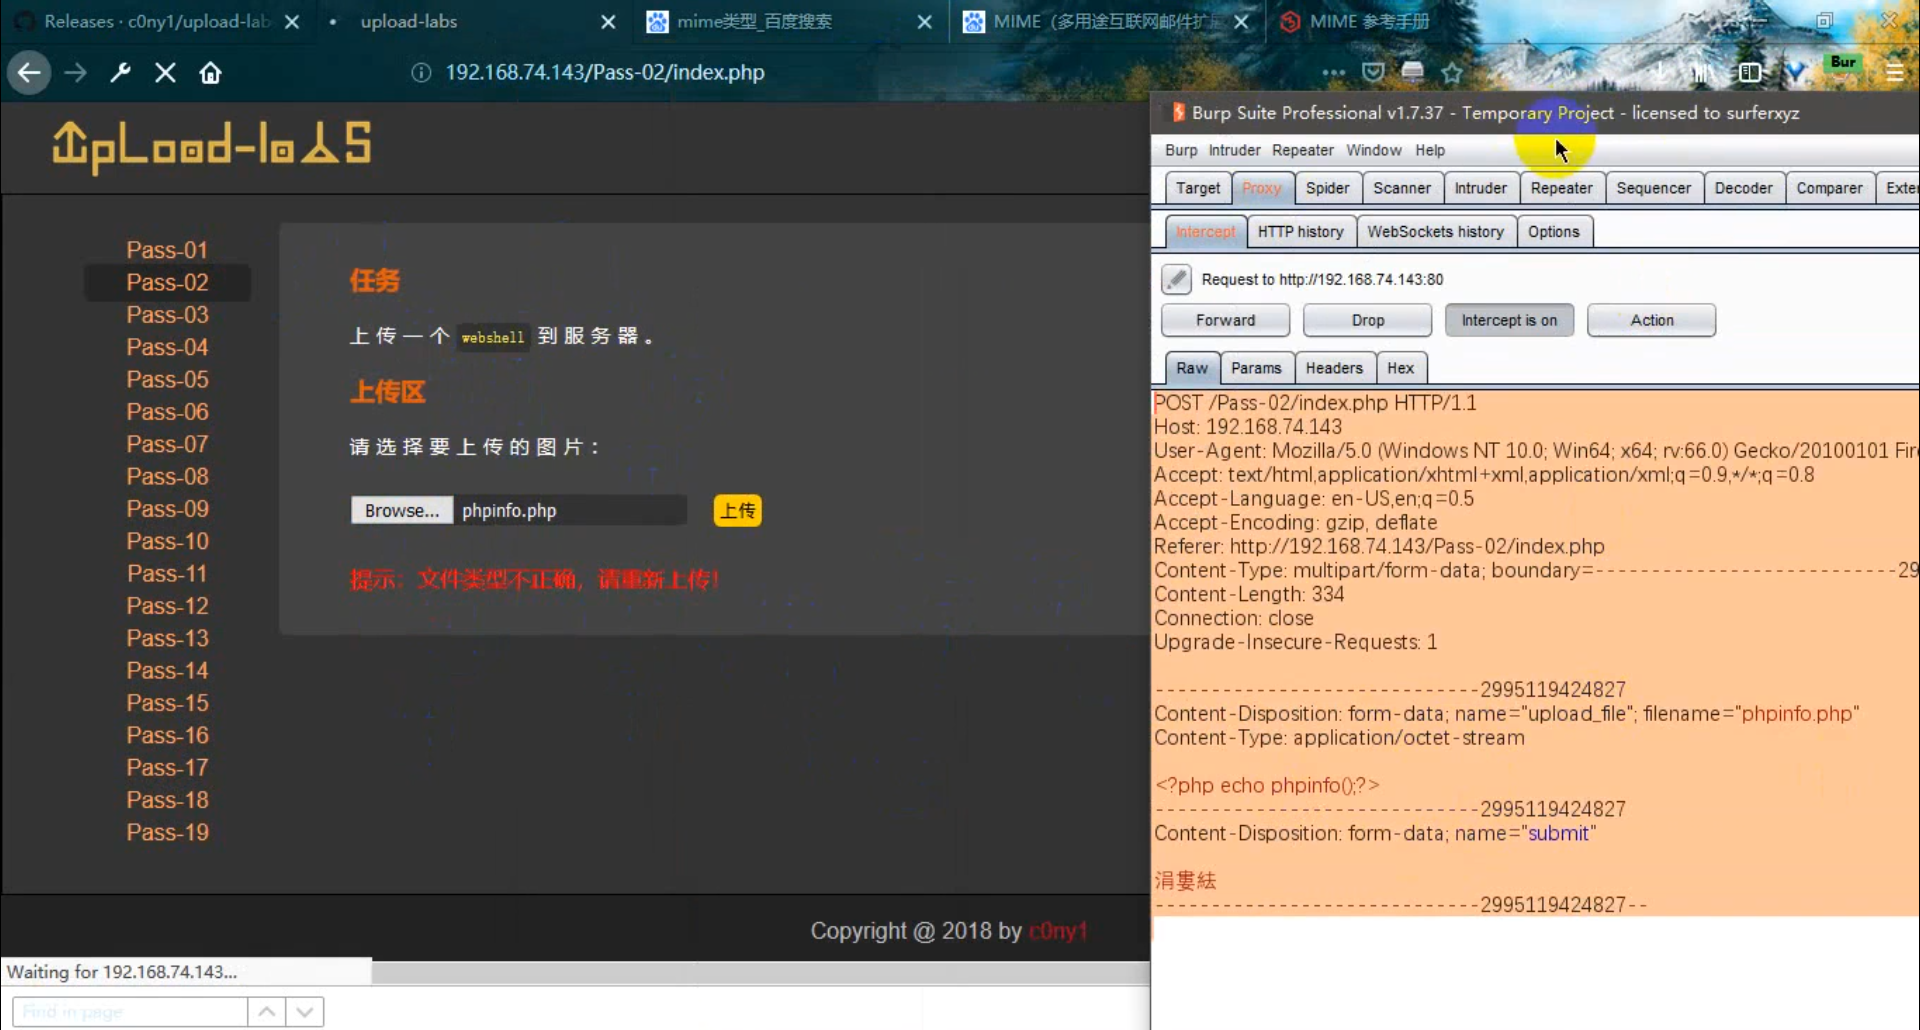 Releases · c0ny1/upload-lab
upload-labs
mime类型_百度搜索
MIME（多用途互联网邮件扩展
MIME 参考手册
192.168.74.143/Pass-02/index.php
Bur
UpLoad-labs
Pass-01
Pass-02
Pass-03
Pass-04
Pass-05
Pass-06
Pass-07
Pass-08
Pass-09
Pass-10
Pass-11
Pass-12
Pass-13
Pass-14
Pass-15
Pass-16
Pass-17
Pass-18
Pass-19
任务
上传一个 webshell 到服务器。
上传区
请选择要上传的图片：
Browse... phpinfo.php 上传
提示：文件类型不正确，请重新上传！
Copyright @ 2018 by c0ny1
Waiting for 192.168.74.143...
Find in page
Burp Suite Professional v1.7.37 - Temporary Project - licensed to surferxyz
Burp Intruder Repeater Window Help
Target Proxy Spider Scanner Intruder Repeater Sequencer Decoder Comparer Exte
Intercept HTTP history WebSockets history Options
Request to http://192.168.74.143:80
Forward Drop Intercept is on Action
Raw Params Headers Hex
POST /Pass-02/index.php HTTP/1.1
Host: 192.168.74.143
User-Agent: Mozilla/5.0 (Windows NT 10.0; Win64; x64; rv:66.0) Gecko/20100101 Fir
Accept: text/html,application/xhtml+xml,application/xml;q=0.9,*/*;q=0.8
Accept-Language: en-US,en;q=0.5
Accept-Encoding: gzip, deflate
Referer: http://192.168.74.143/Pass-02/index.php
Content-Type: multipart/form-data; boundary=---------------------------29
Content-Length: 334
Connection: close
Upgrade-Insecure-Requests: 1
-----------------------------2995119424827
Content-Disposition: form-data; name="upload_file"; filename="phpinfo.php"
Content-Type: application/octet-stream
<?php echo phpinfo();?>
-----------------------------2995119424827
Content-Disposition: form-data; name="submit"
涓婁紶
-----------------------------2995119424827--